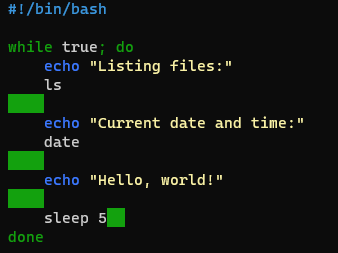 #!/bin/bash
while true; do
echo "Listing files:"
ls
echo "Current date and time:"
date
echo "Hello, world!"
sleep 5
done